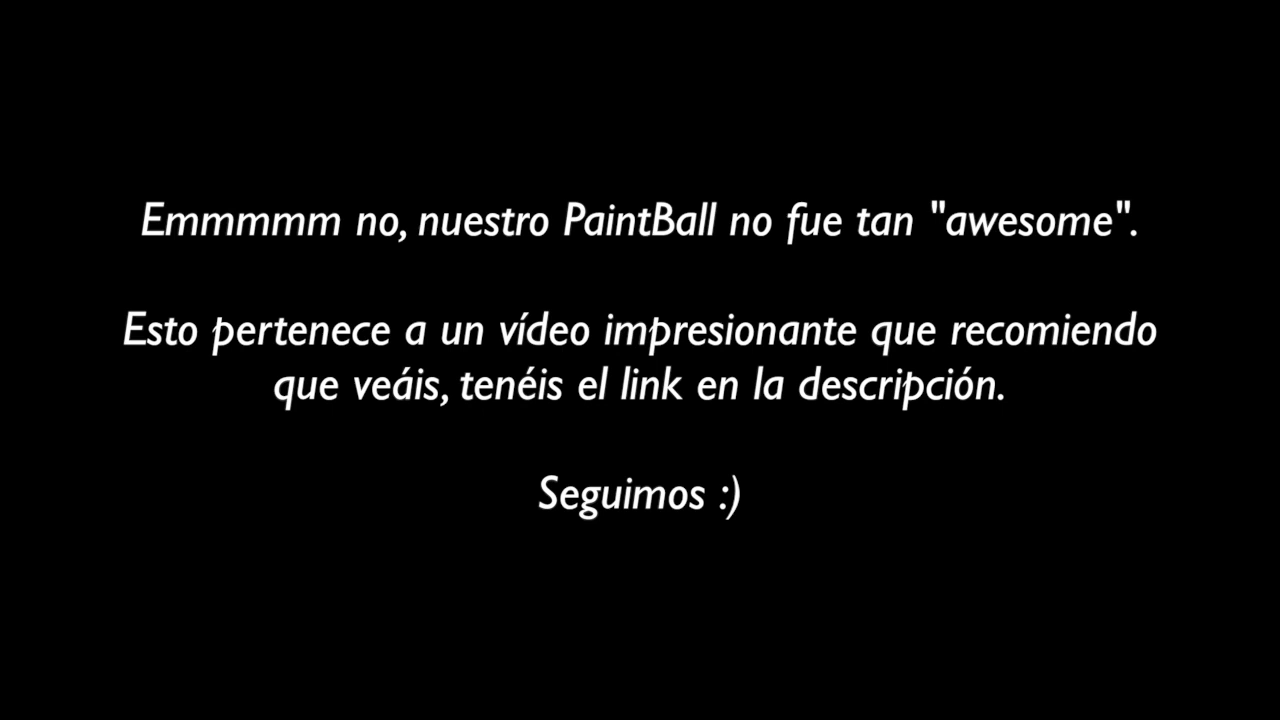 Emmmmm no, nuestro PaintBall no fue tan "awesome".
Esto pertenece a un vídeo impresionante que recomiendo
que veáis, tenéis el link en la descripción.
Seguimos :)